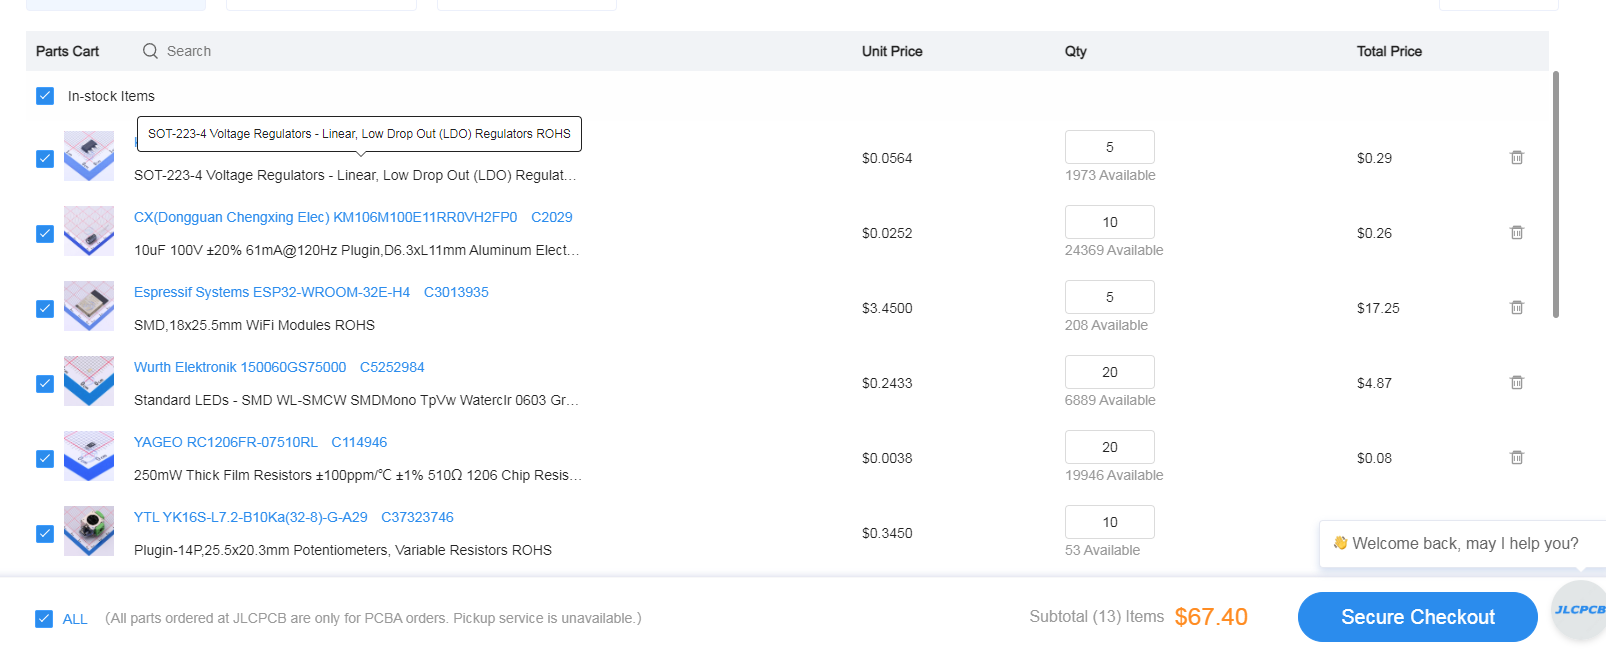 Parts Cart
Search
Unit Price
Qty
Total Price
In-stock Items
SOT-223-4 Voltage Regulators - Linear, Low Drop Out (LDO) Regulators ROHS
5
$0.0564
$0.29
SOT-223-4 Voltage Regulators - Linear, Low Drop Out (LDO) Regulat...
1973 Available
CX(Dongguan Chengxing Elec) KM106M100E11RR0VH2FP0 C2029
10
$0.0252
$0.26
10uF 100V ±20% 61mA@120Hz Plugin,D6.3xL11mm Aluminum Elect...
24369 Available
Espressif Systems ESP32-WROOM-32E-H4 C3013935
5
$3.4500
$17.25
SMD,18x25.5mm WiFi Modules ROHS
208 Available
Wurth Elektronik 150060GS75000 C5252984
20
$0.2433
$4.87
Standard LEDs - SMD WL-SMCW SMDMono TpVw Waterclr 0603 Gr...
6889 Available
YAGEO RC1206FR-07510RL C114946
20
$0.0038
$0.08
250mW Thick Film Resistors ±100ppm/℃ ±1% 510Ω 1206 Chip Resis...
19946 Available
YTL YK16S-L7.2-B10Ka(32-8)-G-A29 C37323746
10
$0.3450
Plugin-14P,25.5x20.3mm Potentiometers, Variable Resistors ROHS
53 Available
👋 Welcome back, may I help you?
ALL (All parts ordered at JLCPCB are only for PCBA orders. Pickup service is unavailable.)
Subtotal (13) Items $67.40
Secure Checkout
JLCPCB